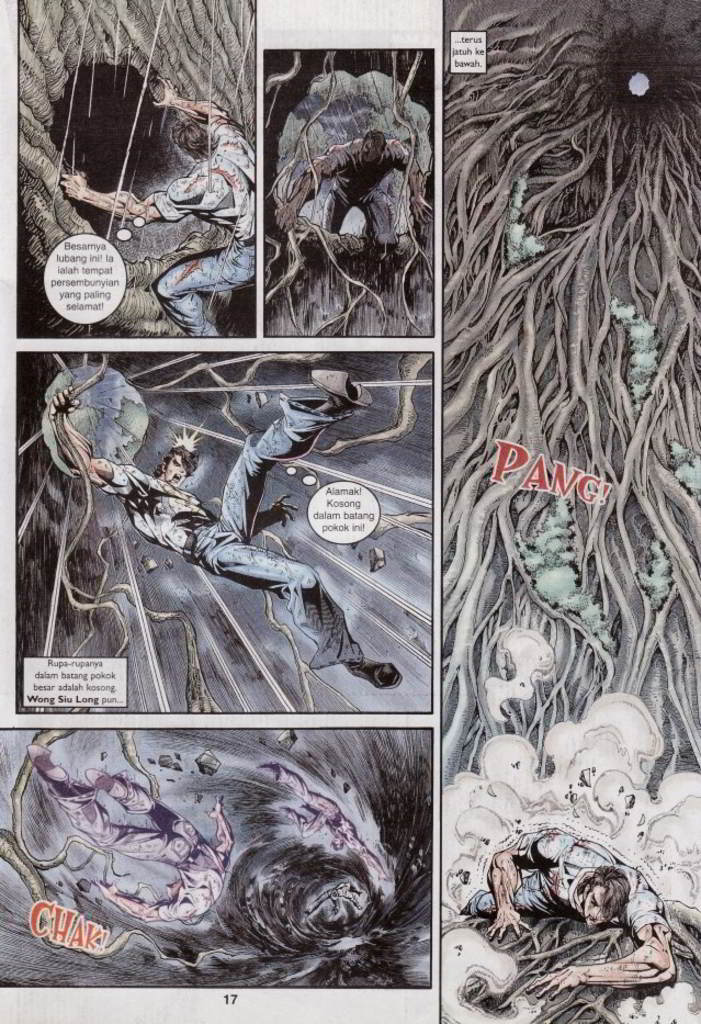 Besarnya
lubang ini! Ia
ialah tempat
persembunyian
yang paling
selamat!
Alamak!
Kosong
dalam batang
pokok ini!
Rupa-rupanya
dalam batang pokok
besar adalah kosong.
Wong Siu Long pun...
CHAK!
...terus
jatuh ke
bawah.
PANG!
17